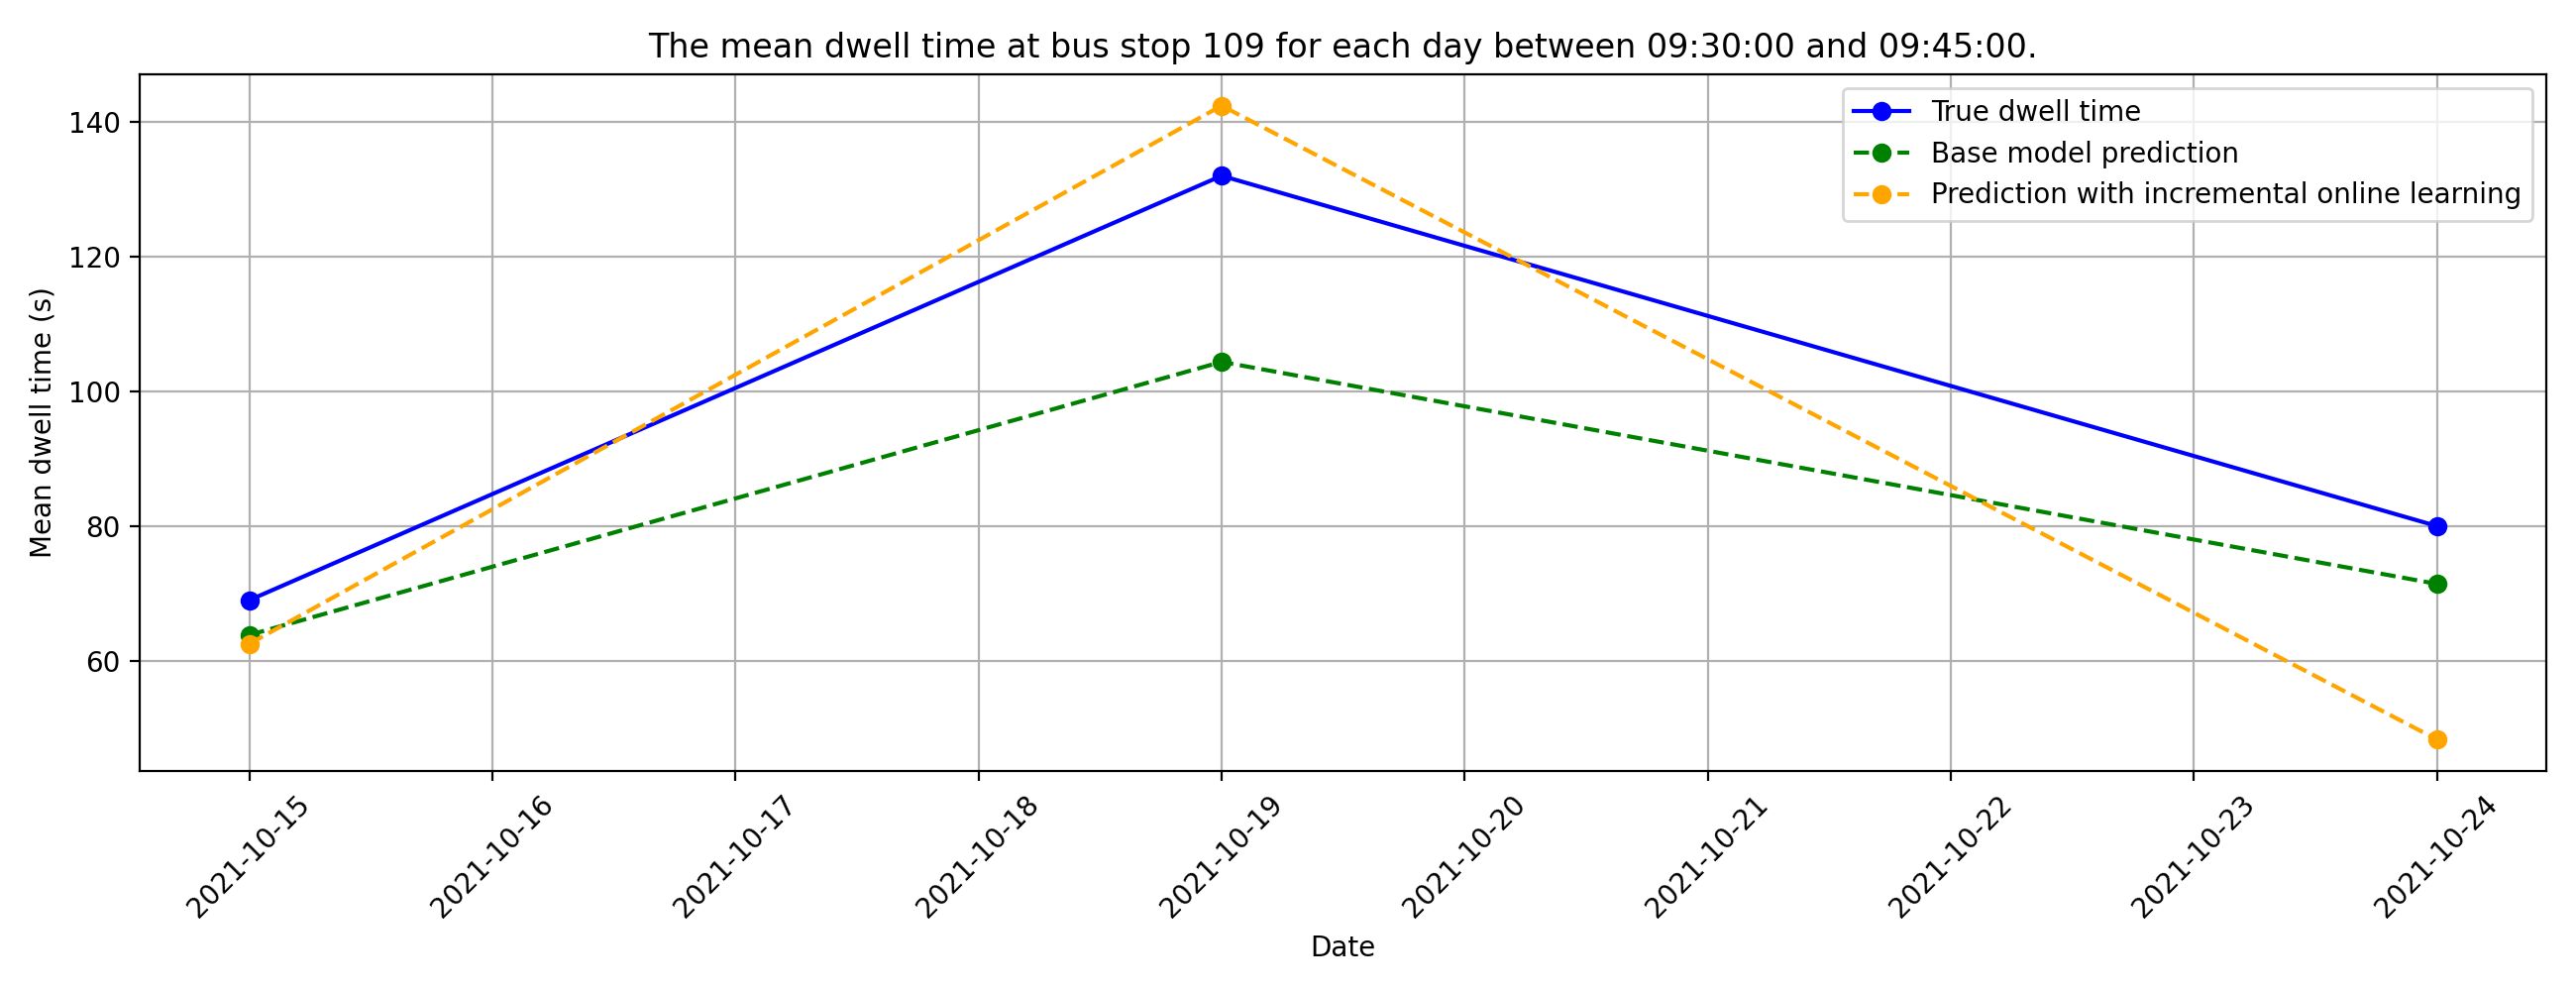 The mean dwell time at bus stop 109 for each day between 09:30:00 and 09:45:00.
True dwell time
Base model prediction
Prediction with incremental online learning
Mean dwell time (s)
140
120
100
80
60
2021-10-15
2021-10-16
2021-10-17
2021-10-18
2021-10-19
2021-10-20
2021-10-21
2021-10-22
2021-10-23
2021-10-24
Date